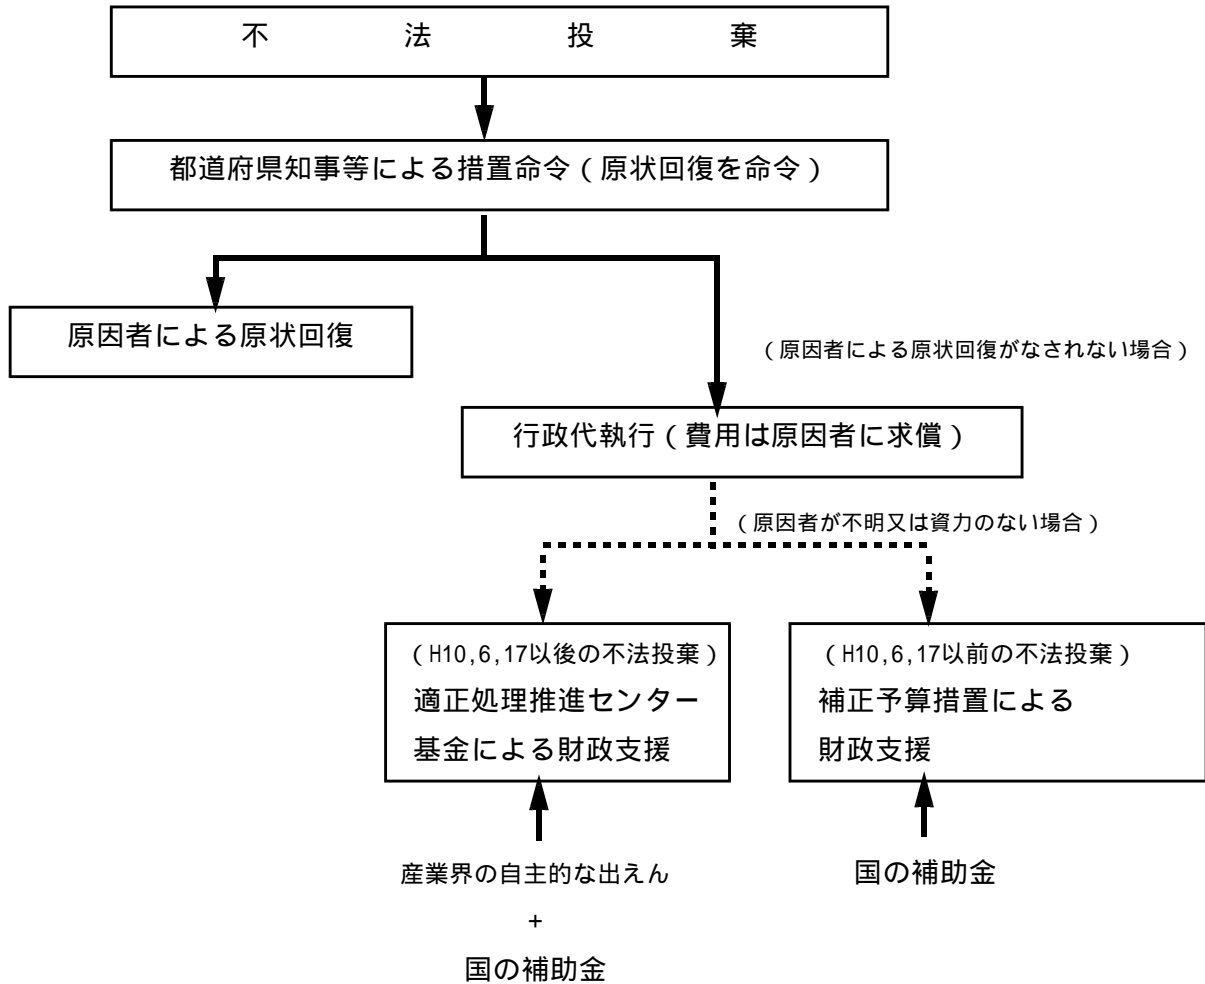 不法投棄
都道府県知事等による措置命令（原状回復を命令）
原因者による原状回復
（原因者による原状回復がなされない場合）
行政代執行（費用は原因者に求償）
（原因者が不明又は資力のない場合）
（H10,6,17以後の不法投棄）
適正処理推進センター
基金による財政支援
（H10,6,17以前の不法投棄）
補正予算措置による
財政支援
産業界の自主的な出えん
+
国の補助金
国の補助金